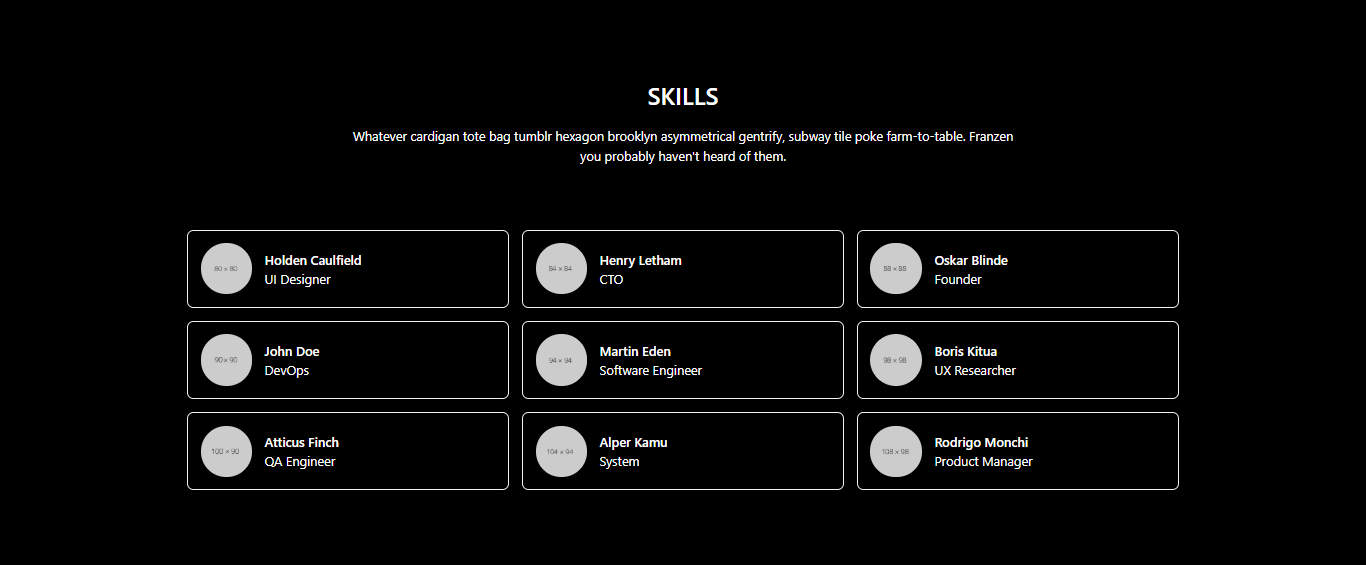 SKILLS
Whatever cardigan tote bag tumblr hexagon brooklyn asymmetrical gentrify, subway tile poke farm-to-table. Franzen
you probably haven't heard of them.
80 × 80
Holden Caulfield
UI Designer
84 × 84
Henry Letham
CTO
88 × 88
Oskar Blinde
Founder
90 × 90
John Doe
DevOps
94 × 94
Martin Eden
Software Engineer
98 × 98
Boris Kitua
UX Researcher
100 × 90
Atticus Finch
QA Engineer
104 × 94
Alper Kamu
System
108 × 98
Rodrigo Monchi
Product Manager